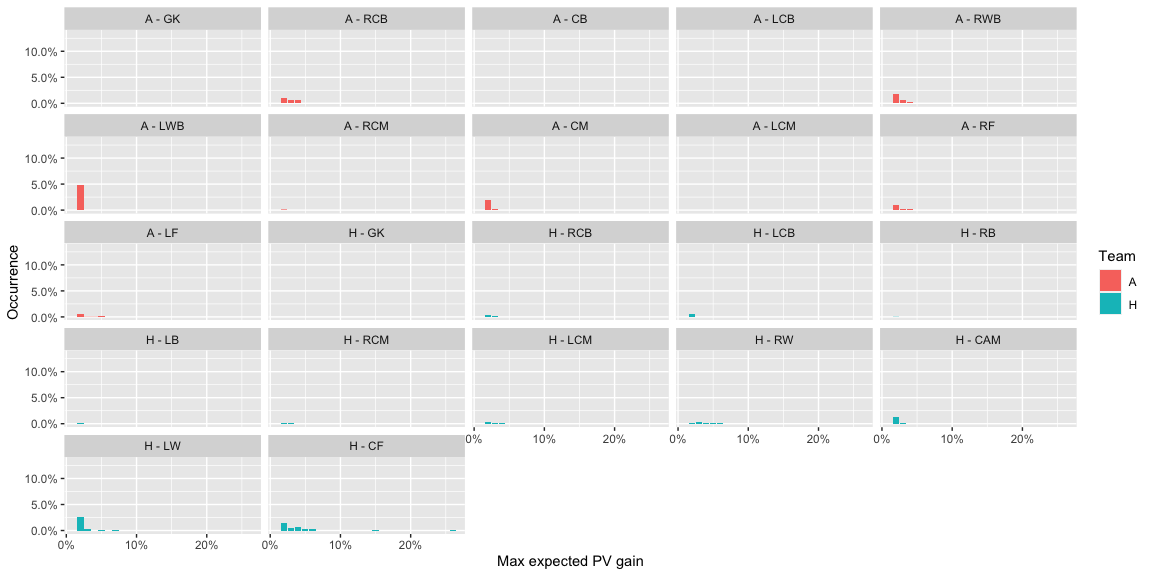 A - GK
A - RCB
A - CB
A - LCB
A - RWB
10.0%
5.0%
0.0%
A - LWB
A - RCM
A - CM
A - LCM
A - RF
10.0%
5.0%
0.0%
A - LF
H - GK
H - RCB
H - LCB
H - RB
10.0%
5.0%
0.0%
H - LB
H - RCM
H - LCM
H - RW
H - CAM
10.0%
5.0%
0.0%
0% 10% 20%
0% 10% 20%
0% 10% 20%
H - LW
H - CF
10.0%
5.0%
0.0%
0% 10% 20%
0% 10% 20%
Max expected PV gain
Occurrence
Team
A
H